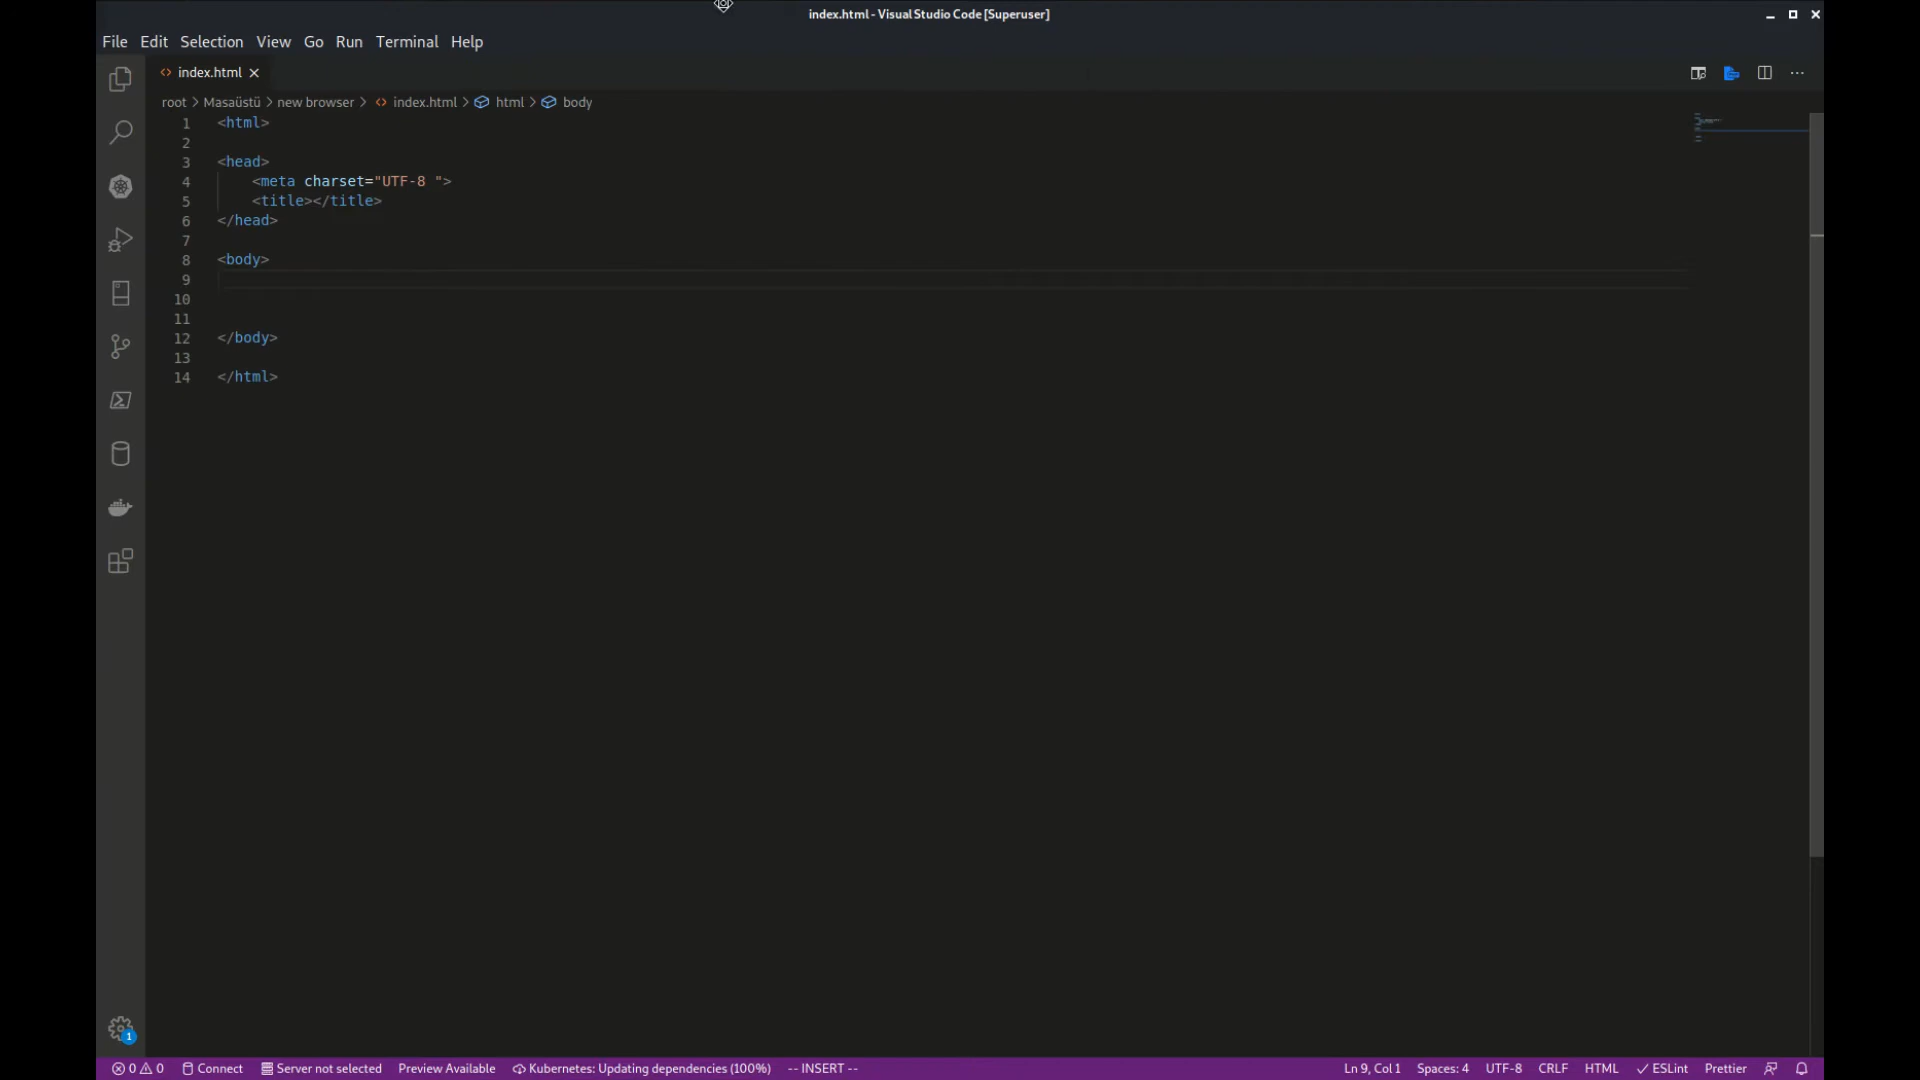 index.html - Visual Studio Code [Superuser]
File Edit Selection View Go Run Terminal Help
index.html
root > Masaüstü > new browser > index.html > html > body
1 <html>
2
3 <head>
4 <meta charset="UTF-8 ">
5 <title></title>
6 </head>
7
8 <body>
9
10
11
12 </body>
13
14 </html>
1
0 0 Connect Server not selected Preview Available Kubernetes: Updating dependencies (100%) -- INSERT -- Ln 9, Col 1 Spaces: 4 UTF-8 CRLF HTML ESLint Prettier